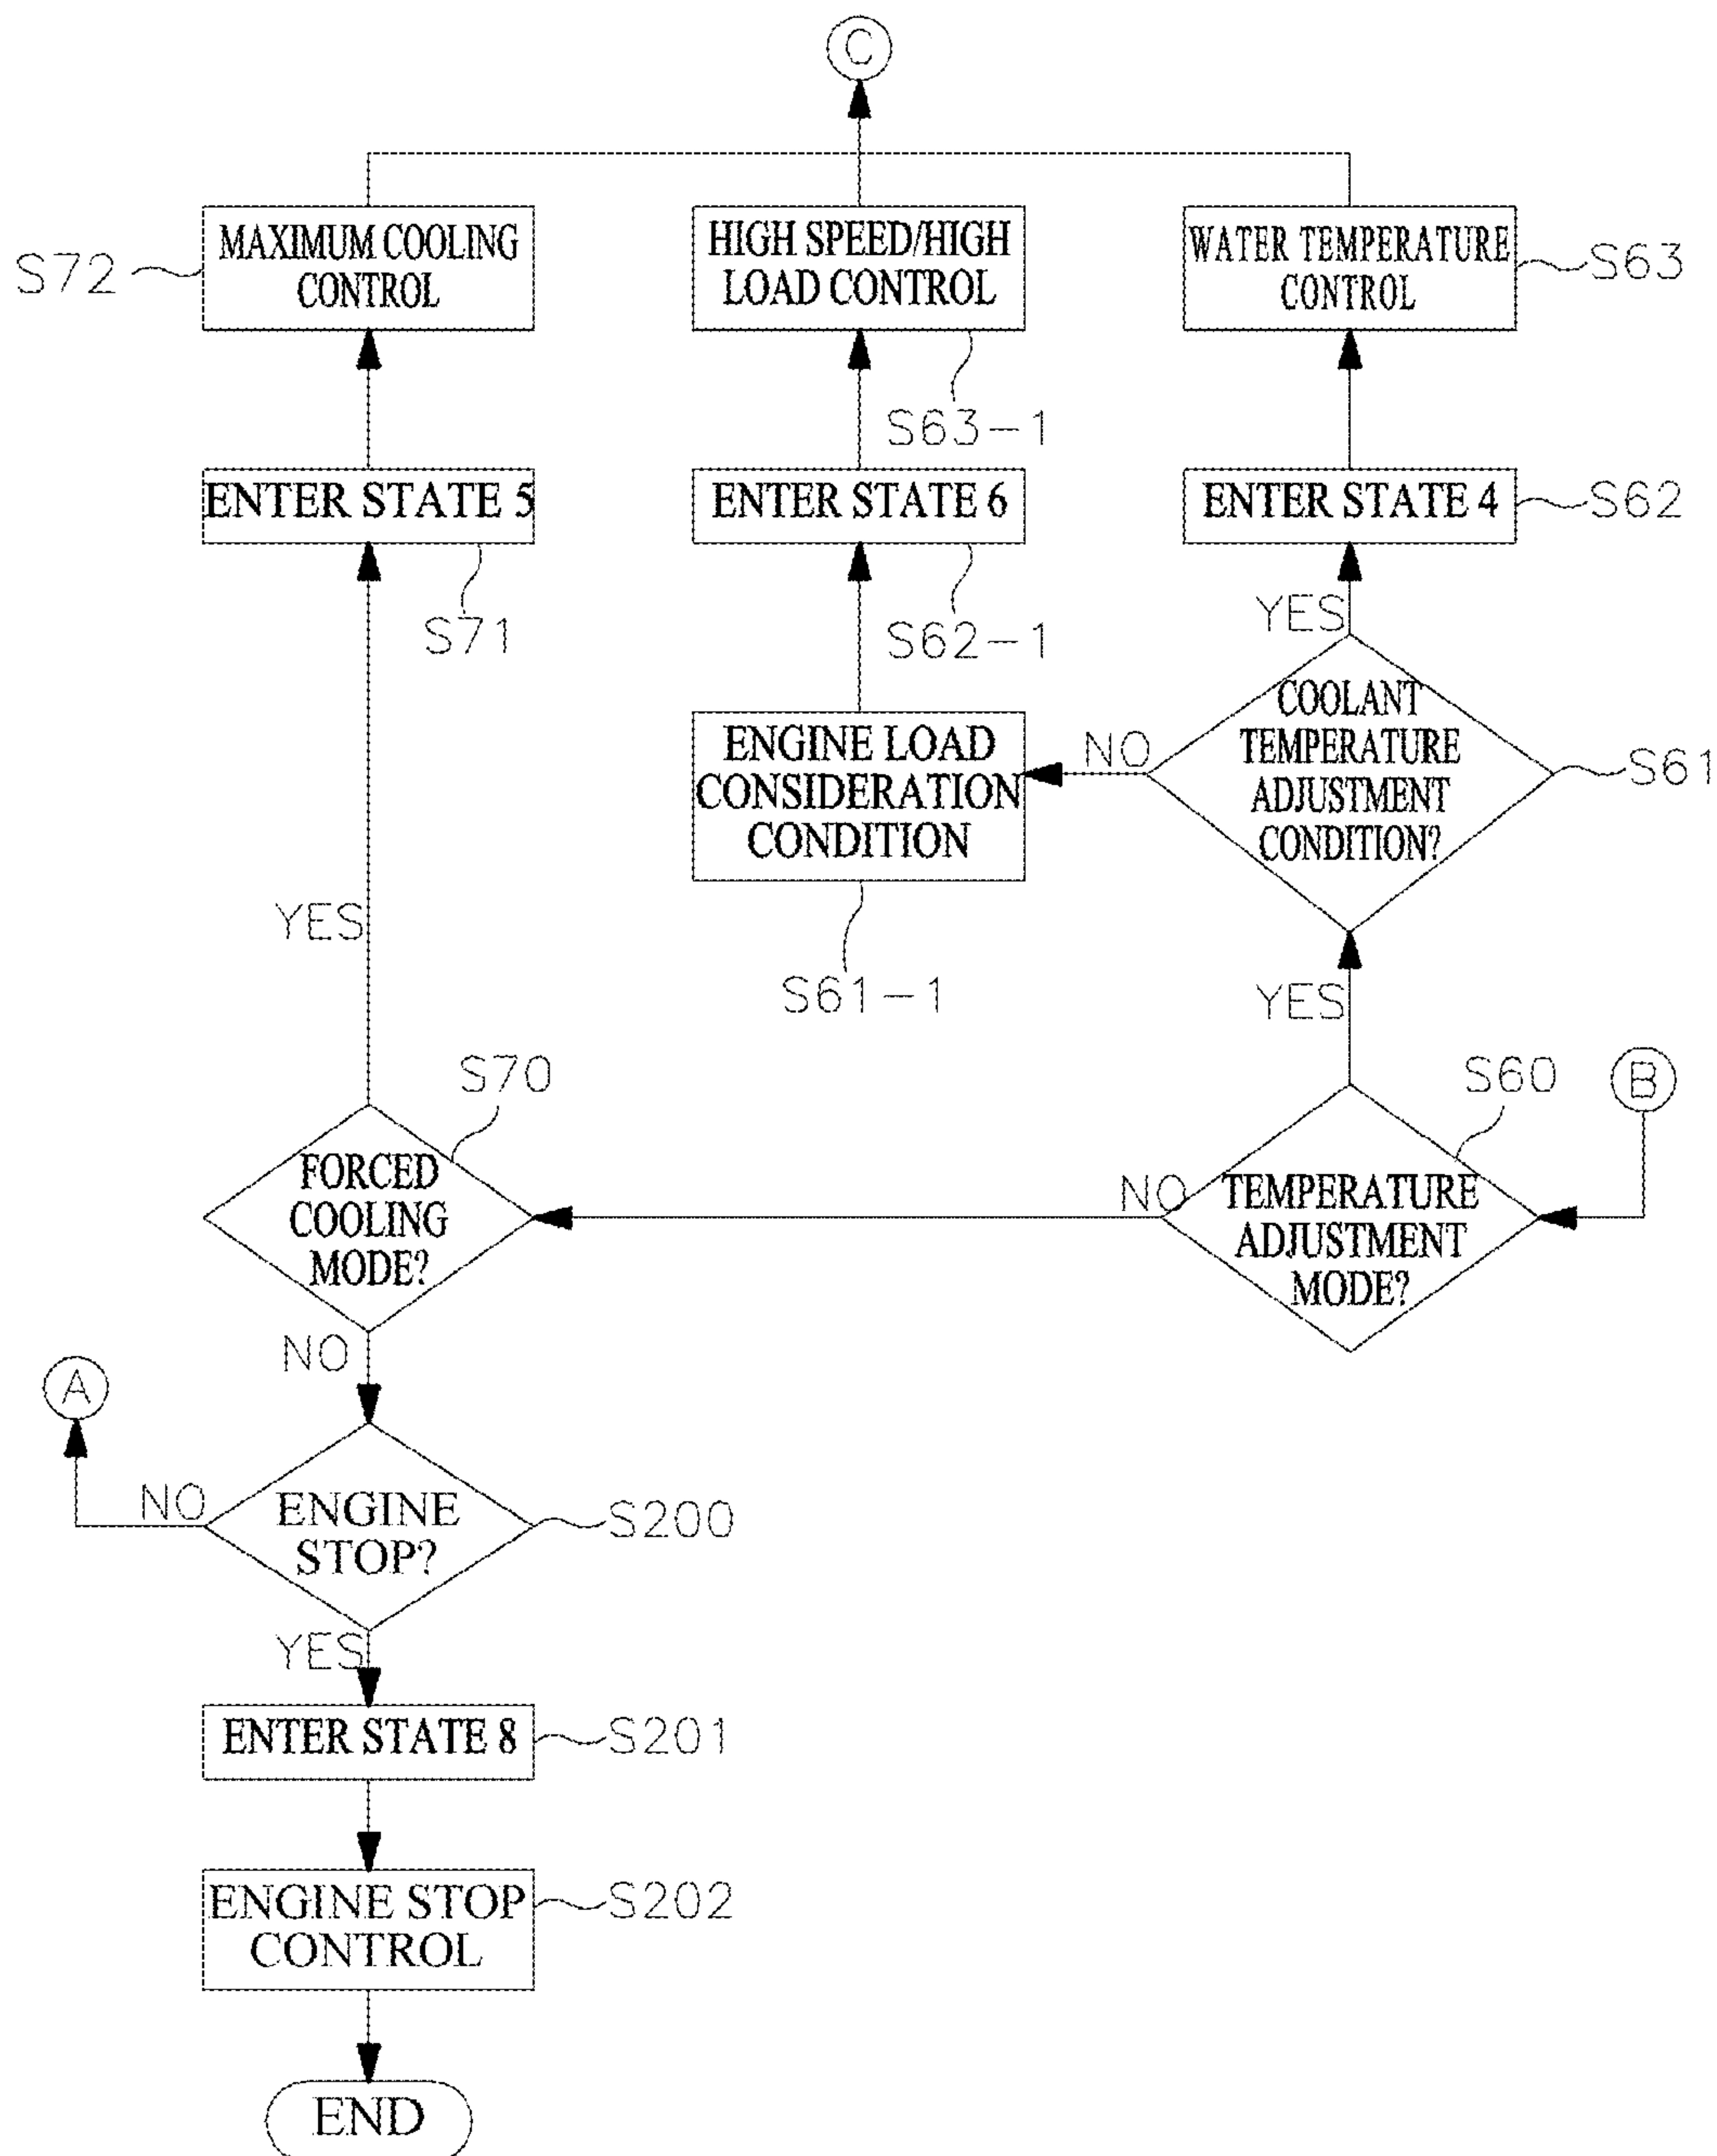 C
MAXIMUM COOLING
CONTROL
S72
HIGH SPEED/HIGH
LOAD CONTROL
S63-1
WATER TEMPERATURE
CONTROL
S63
ENTER STATE 5
S71
ENTER STATE 6
S62-1
ENTER STATE 4
S62
YES
COOLANT
TEMPERATURE
ADJUSTMENT
CONDITION?
S61
NO
ENGINE LOAD
CONSIDERATION
CONDITION
S61-1
YES
YES
S70
S60
B
FORCED
COOLING
MODE?
NO
TEMPERATURE
ADJUSTMENT
MODE?
NO
A
NO
ENGINE
STOP?
S200
YES
ENTER STATE 8
S201
ENGINE STOP
CONTROL
S202
END